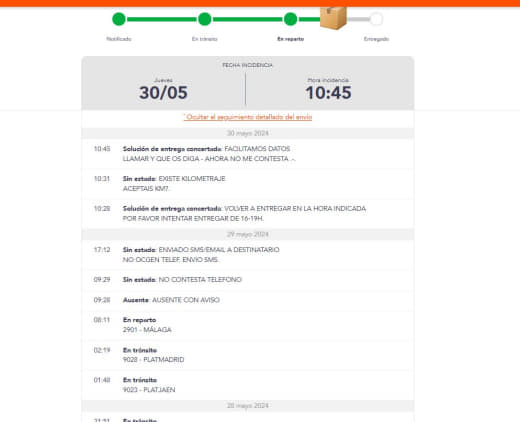 Notificado
En tránsito
En reparto
Entregado
FECHA INCIDENCIA
Jueves
30/05
Hora incidencia
10:45
Ocultar el seguimiento detallado del envío
30 mayo 2024
10:45 Solución de entrega concertada: FACILITAMOS DATOS
LLAMAR Y QUE OS DIGA - AHORA NO ME CONTESTA .-.
10:31 Sin estado: EXISTE KILOMETRAJE
ACEPTAIS KM?.
10:28 Solución de entrega concertada: VOLVER A ENTREGAR EN LA HORA INDICADA
POR FAVOR INTENTAR ENTREGAR DE 16-19H.
29 mayo 2024
17:12 Sin estado: ENVIADO SMS/EMAIL A DESTINATARIO
NO OCGEN TELEF. ENVIO SMS.
09:29 Sin estado: NO CONTESTA TELEFONO
09:28 Ausente: AUSENTE CON AVISO
08:11 En reparto
2901 - MÁLAGA
02:19 En tránsito
9028 - PLATMADRID
01:48 En tránsito
9023 - PLATJAEN
28 mayo 2024
21:51 En tránsito